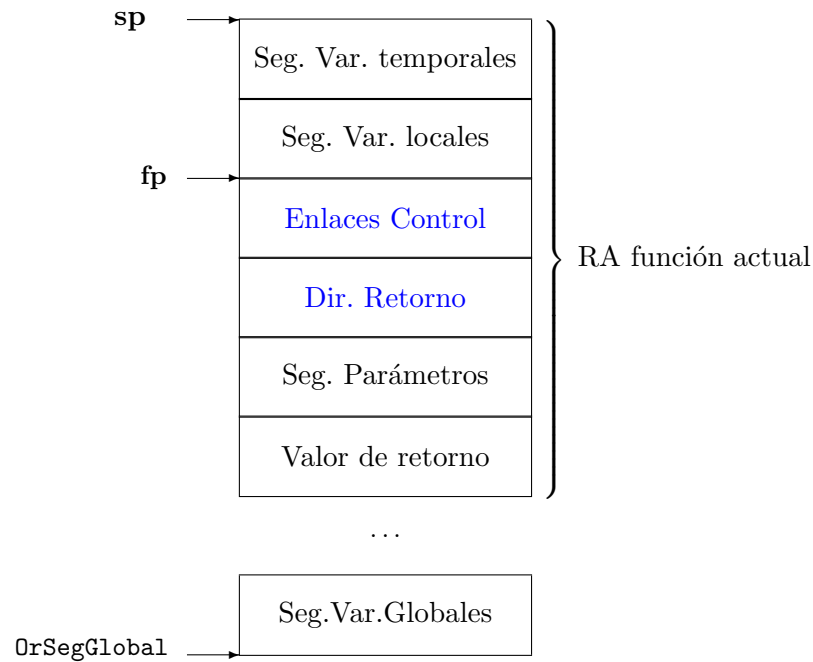 sp
Seg. Var. temporales
Seg. Var. locales
fp
Enlaces Control
RA función actual
Dir. Retorno
Seg. Parámetros
Valor de retorno
...
Seg.Var.Globales
OrSegGlobal